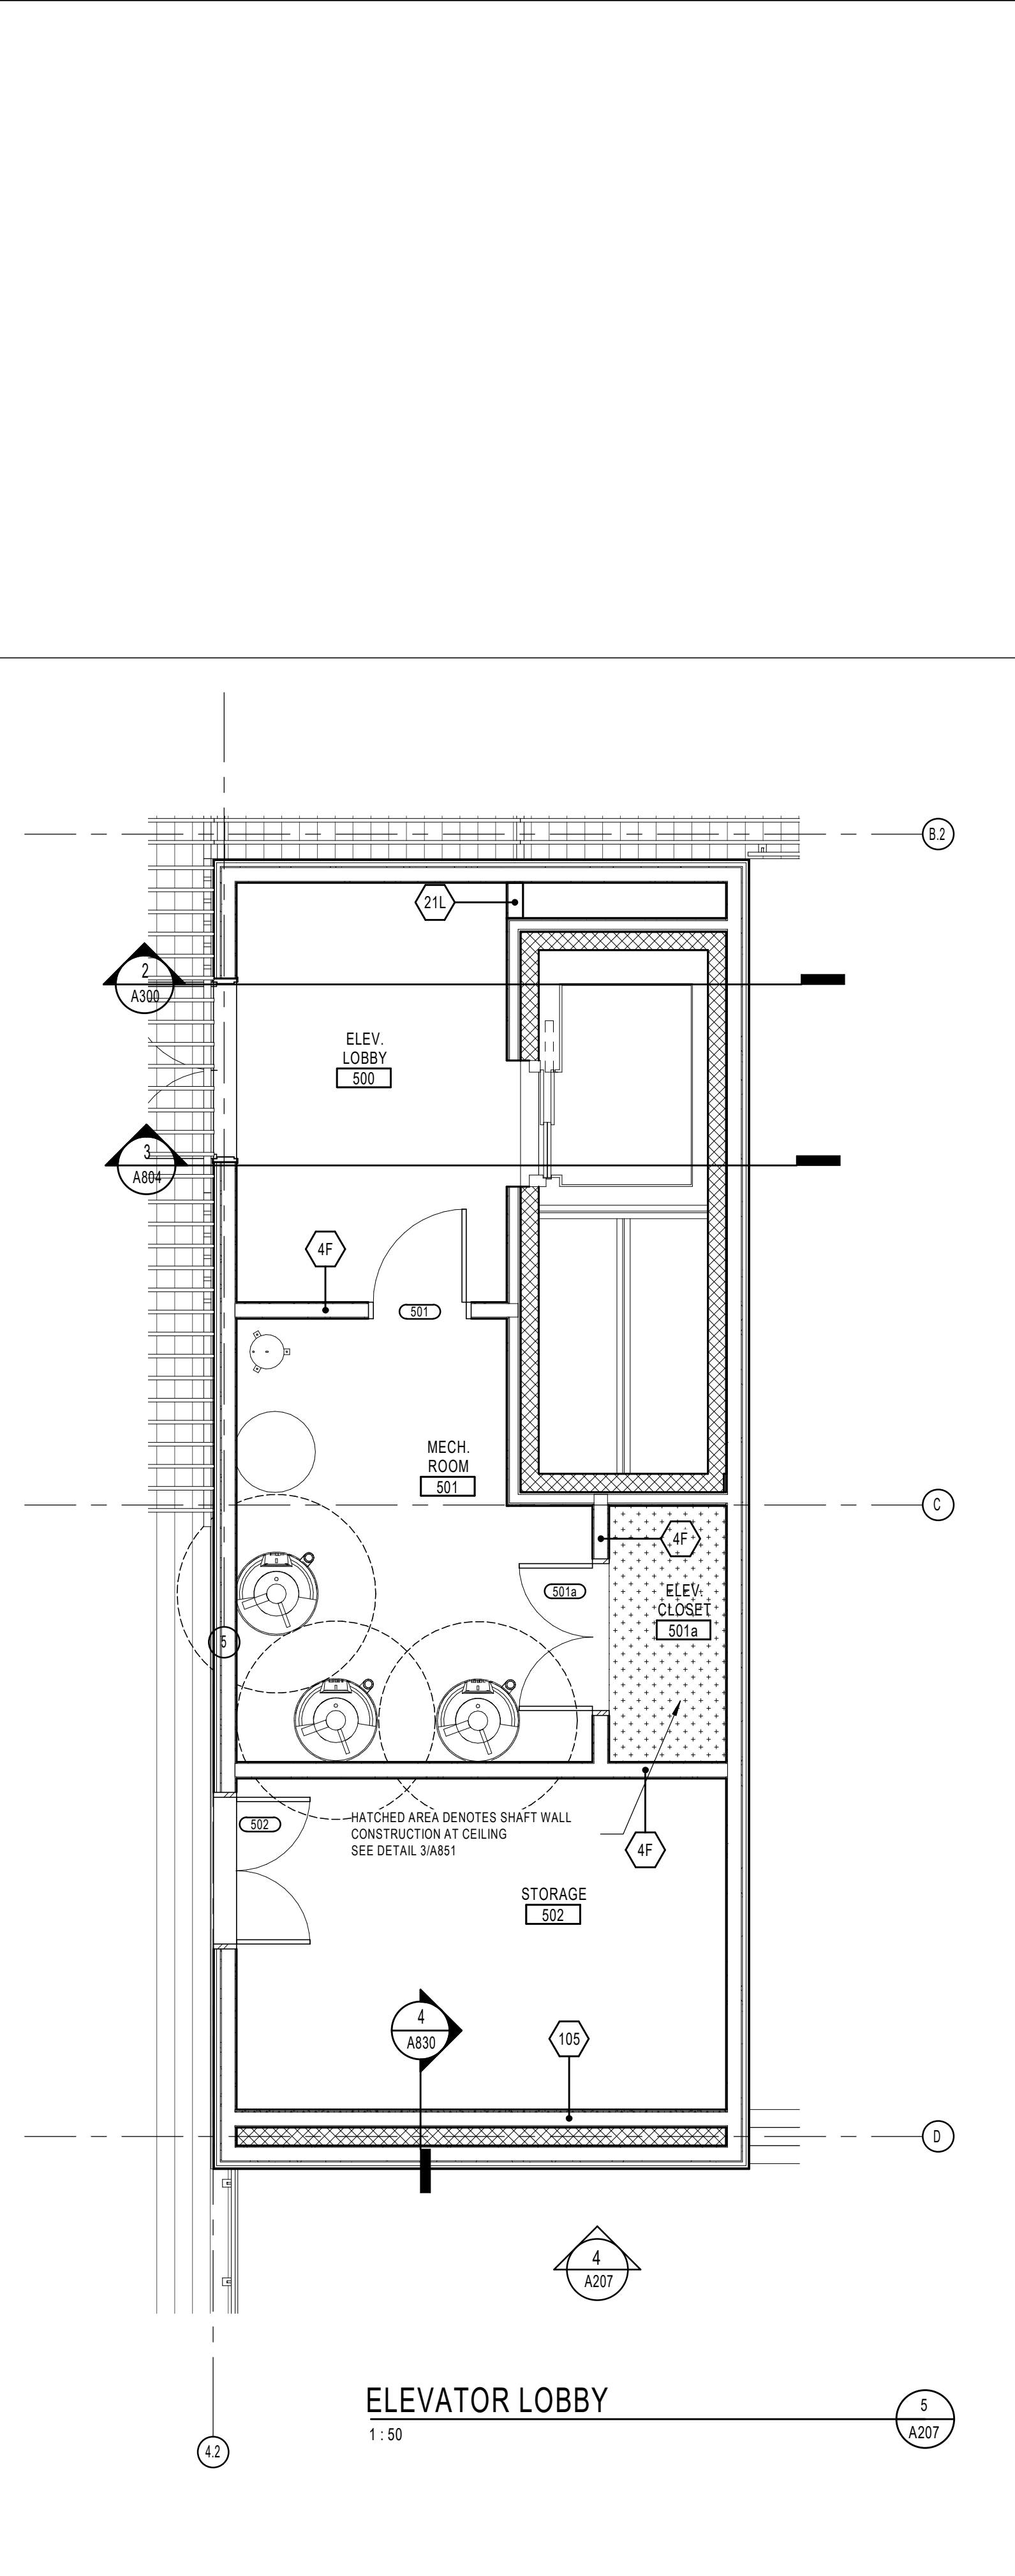 B.2
21L
2
A300
ELEV.
LOBBY
500
3
A804
4F
501
MECH.
ROOM
501
C
4F
501a
ELEV.
CLOSET
501a
5
502
HATCHED AREA DENOTES SHAFT WALL
CONSTRUCTION AT CEILING
SEE DETAIL 3/A851
4F
STORAGE
502
4
A830
105
D
4
A207
ELEVATOR LOBBY
1 : 50
5
A207
4.2